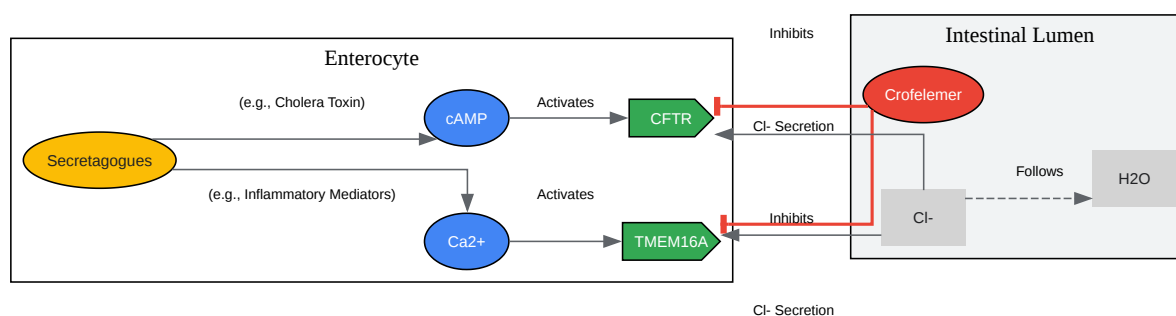 Inhibits
Intestinal Lumen
Enterocyte
Crofelemer
(e.g., Cholera Toxin)
Activates
cAMP
CFTR
Cl- Secretion
Secretagogues
Follows
H2O
(e.g., Inflammatory Mediators)
Activates
Inhibits
Cl-
Ca2+
TMEM16A
Cl- Secretion